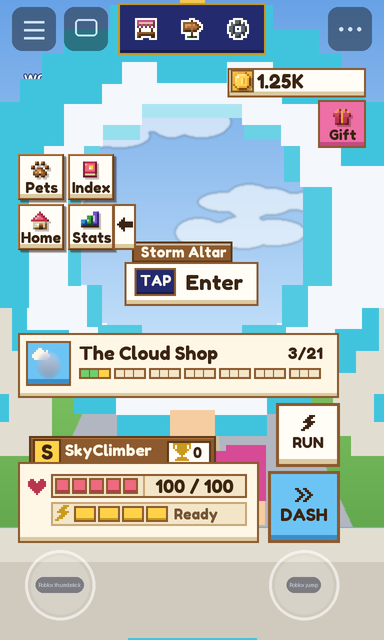 1.25K
Gift
Pets
Index
Home
Stats
Storm Altar
TAP Enter
The Cloud Shop 3/21
RUN
S SkyClimber 0
100 / 100
Ready
DASH
Roblox thumbstick
Roblox jump